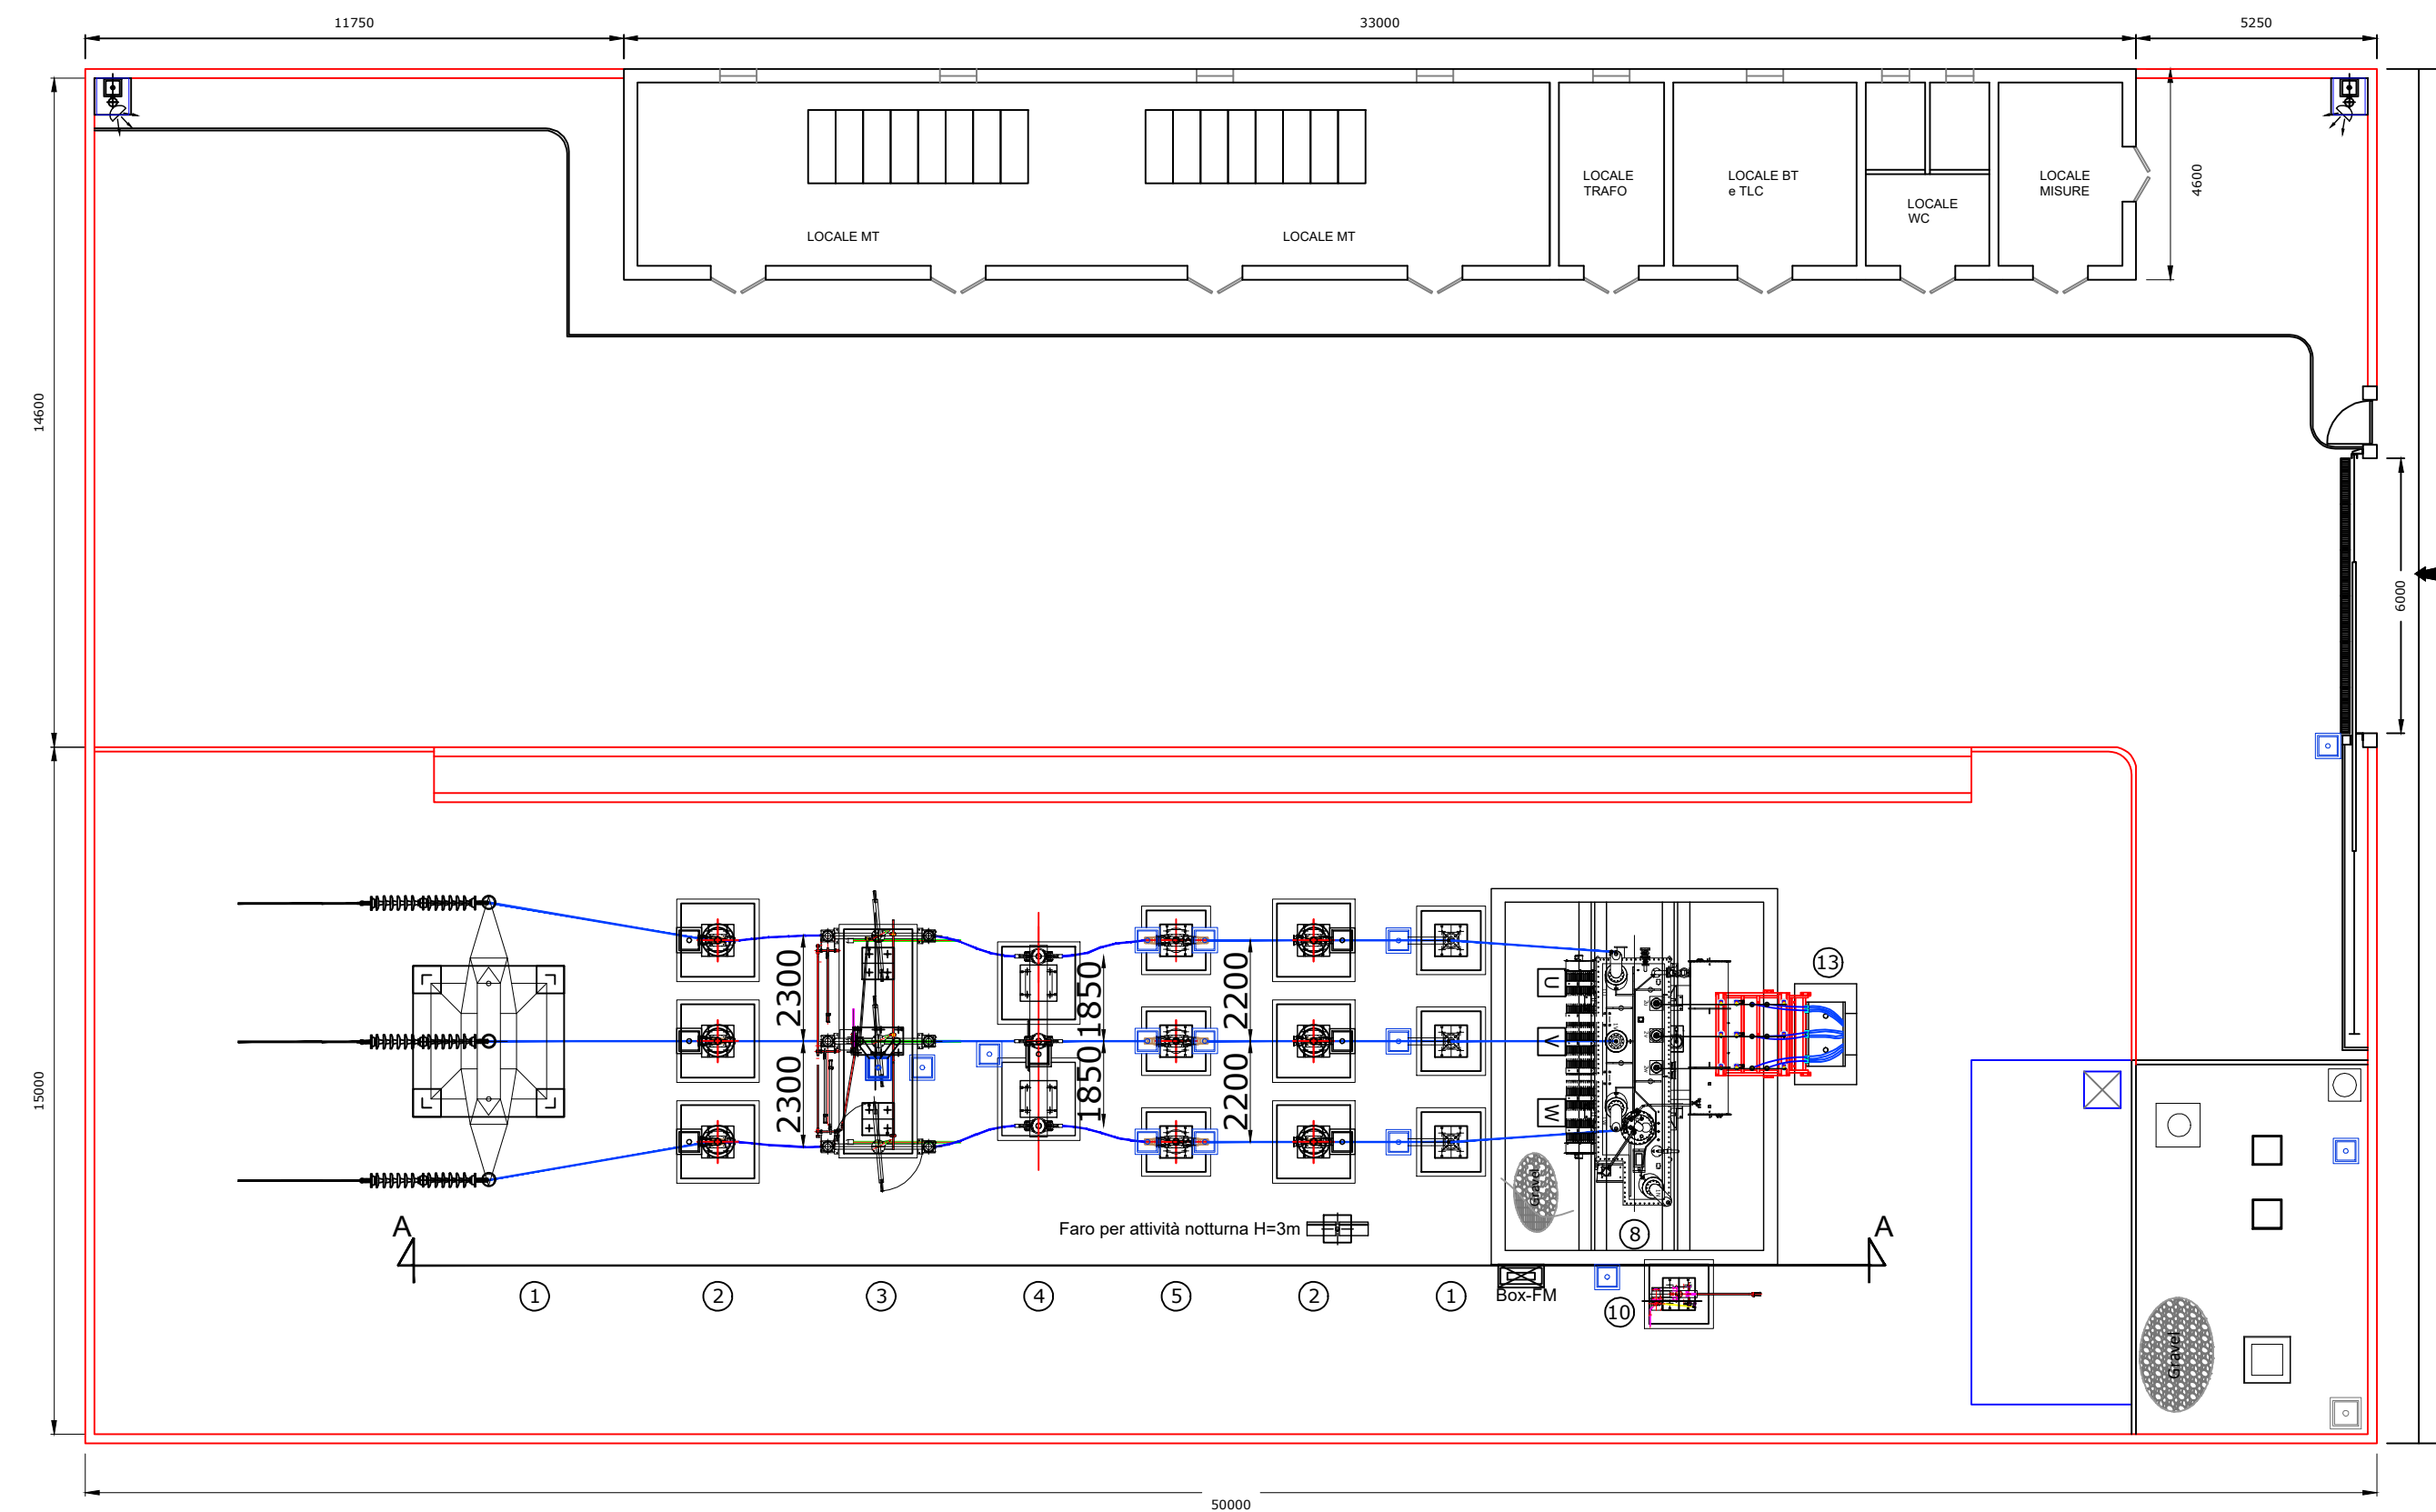 11750
33000
5250
14600
4600
LOCALE
TRAFO
LOCALE BT
e TLC
LOCALE
WC
LOCALE
MISURE
LOCALE MT
LOCALE MT
6000
15000
2300
2300
1850
1850
2200
2200
U
V
W
13
Gravel
8
Faro per attività notturna H=3m
A
A
1
2
3
4
5
2
1
Box-FM
10
Gravel
50000